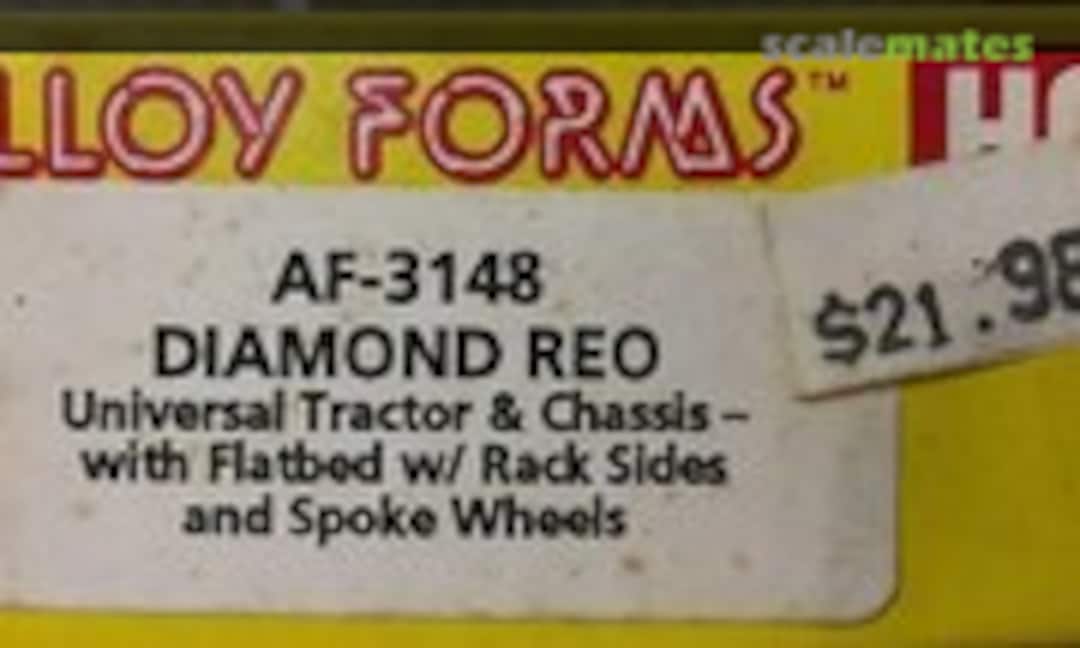 scalemates
LLOY FORMS™
HO
AF-3148
DIAMOND REO
Universal Tractor & Chassis –
with Flatbed w/ Rack Sides
and Spoke Wheels
$21.98